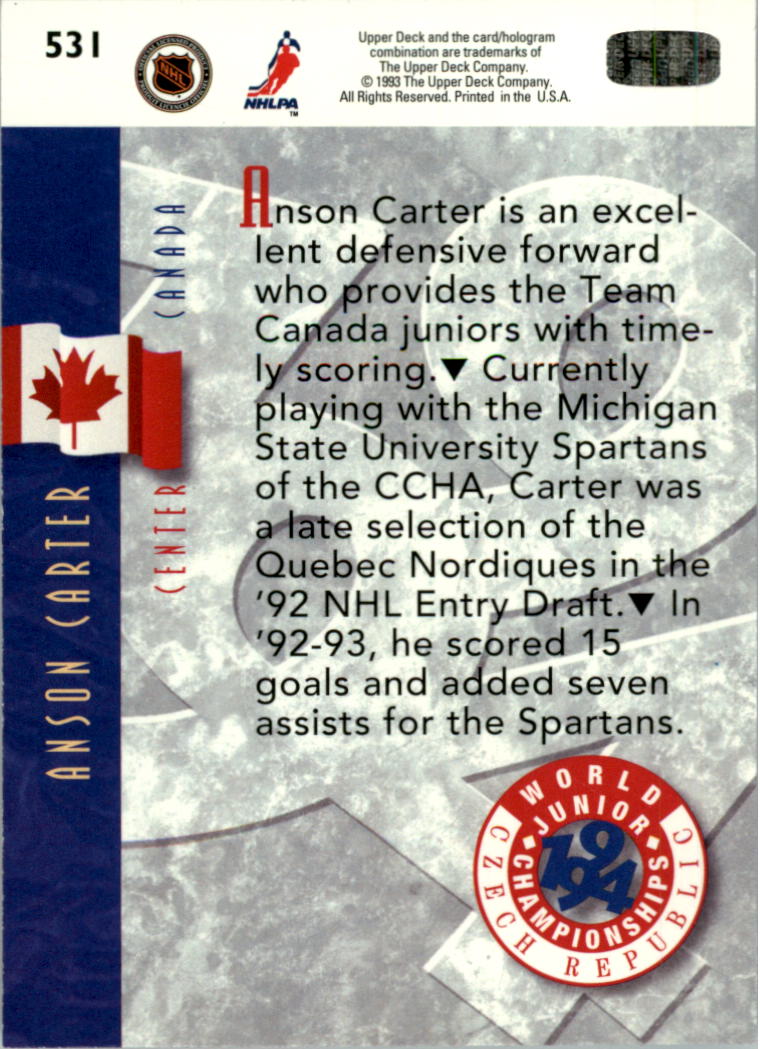 531
NHL
NHLPA
TM
Upper Deck and the card/hologram
combination are trademarks of
The Upper Deck Company.
© 1993 The Upper Deck Company.
All Rights Reserved. Printed in the U.S.A.
CANADA
CENTER
ANSON CARTER
Anson Carter is an excel-
lent defensive forward
who provides the Team
Canada juniors with time-
ly scoring.▼ Currently
playing with the Michigan
State University Spartans
of the CCHA, Carter was
a late selection of the
Quebec Nordiques in the
'92 NHL Entry Draft.▼ In
'92-93, he scored 15
goals and added seven
assists for the Spartans.
WORLD
JUNIOR
CHAMPIONSHIPS
1994
CZECH REPUBLIC